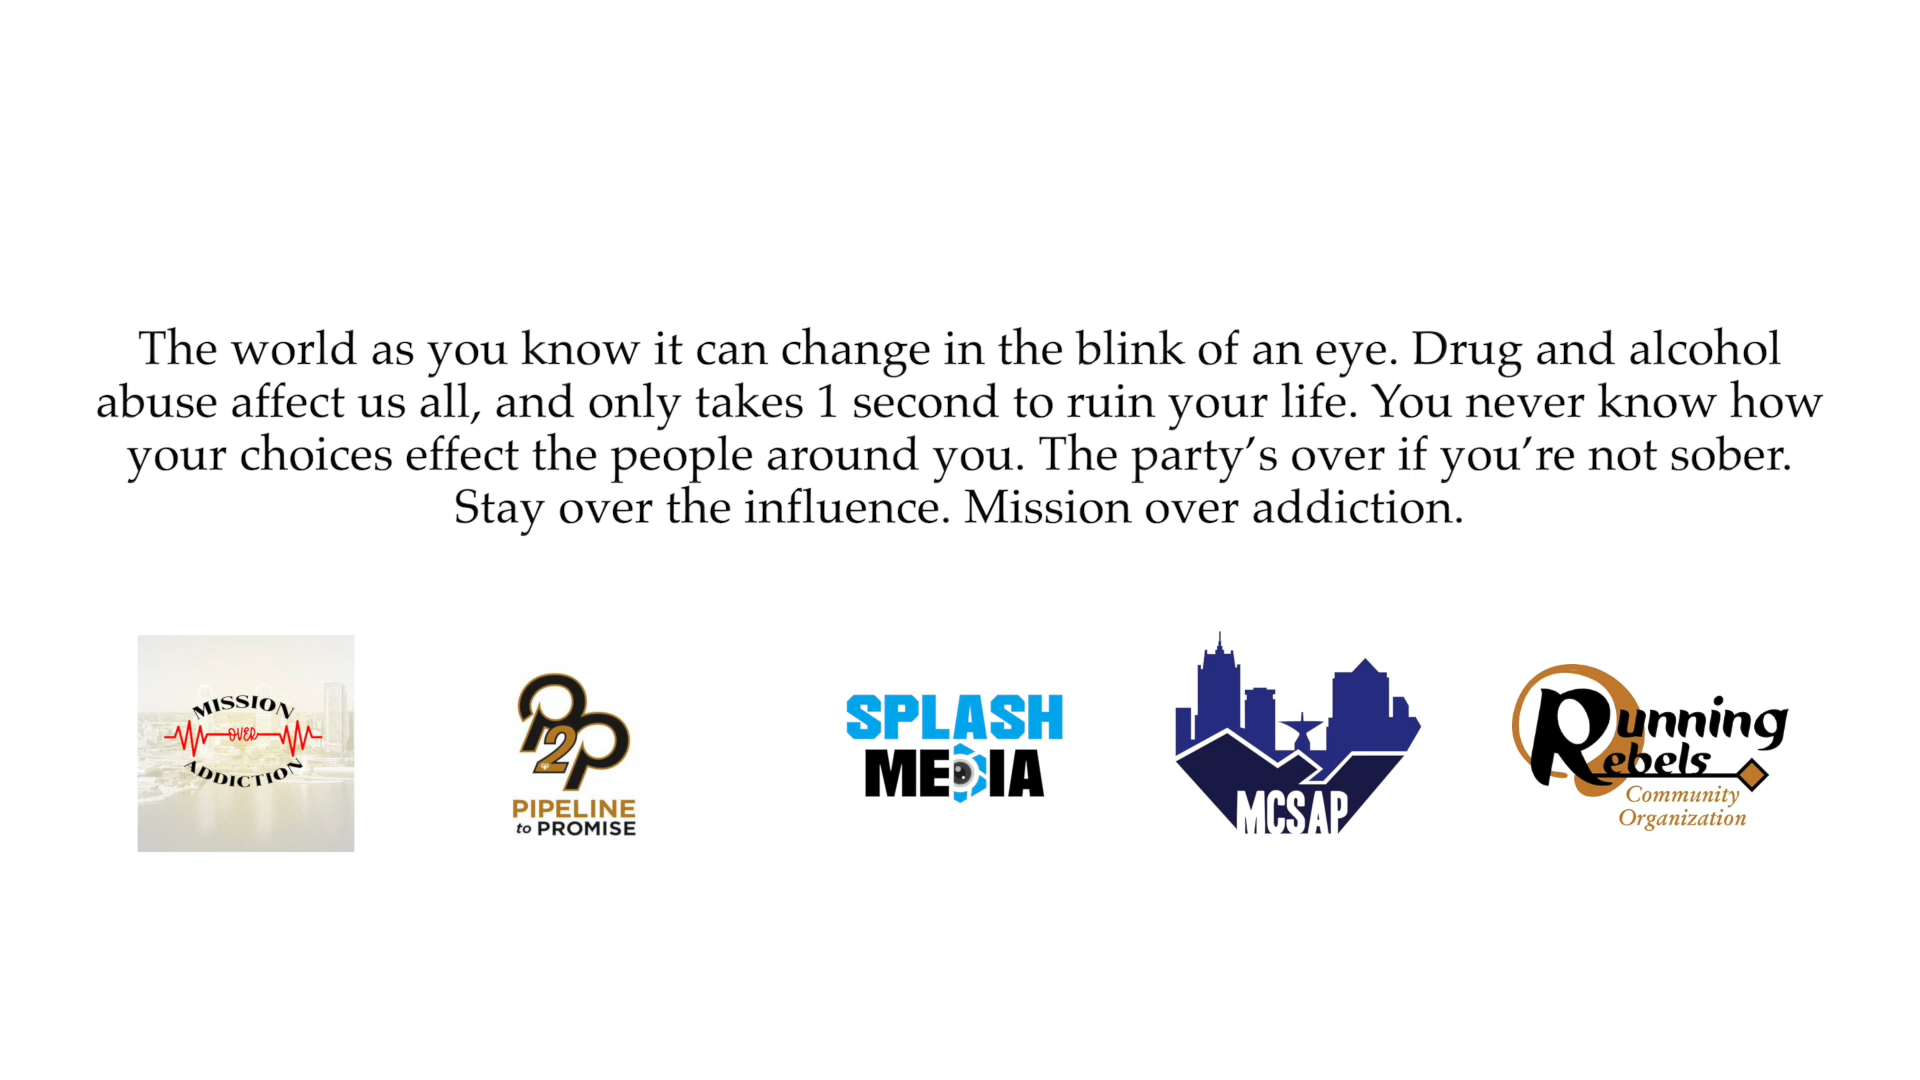 The world as you know it can change in the blink of an eye. Drug and alcohol
abuse affect us all, and only takes 1 second to ruin your life. You never know how
your choices effect the people around you. The party’s over if you’re not sober.
Stay over the influence. Mission over addiction.
MISSION
OVER
ADDICTION
P2P
PIPELINE
to PROMISE
SPLASH
MEDIA
MCSAP
Running
Rebels
Community
Organization